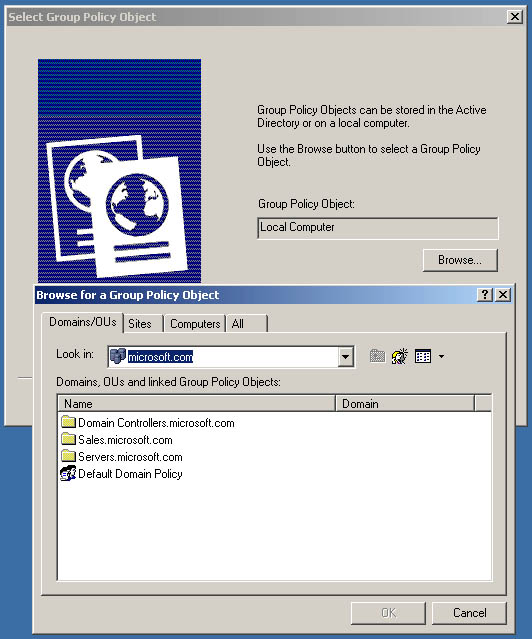 Select Group Policy Object
Group Policy Objects can be stored in the Active
Directory or on a local computer.
Use the Browse button to select a Group Policy
Object.
Group Policy Object:
Local Computer
Browse...
Browse for a Group Policy Object
Domains/OUs Sites Computers All
Look in: microsoft.com
Domains, OUs and linked Group Policy Objects:
Name Domain
Domain Controllers.microsoft.com
Sales.microsoft.com
Servers.microsoft.com
Default Domain Policy
OK Cancel